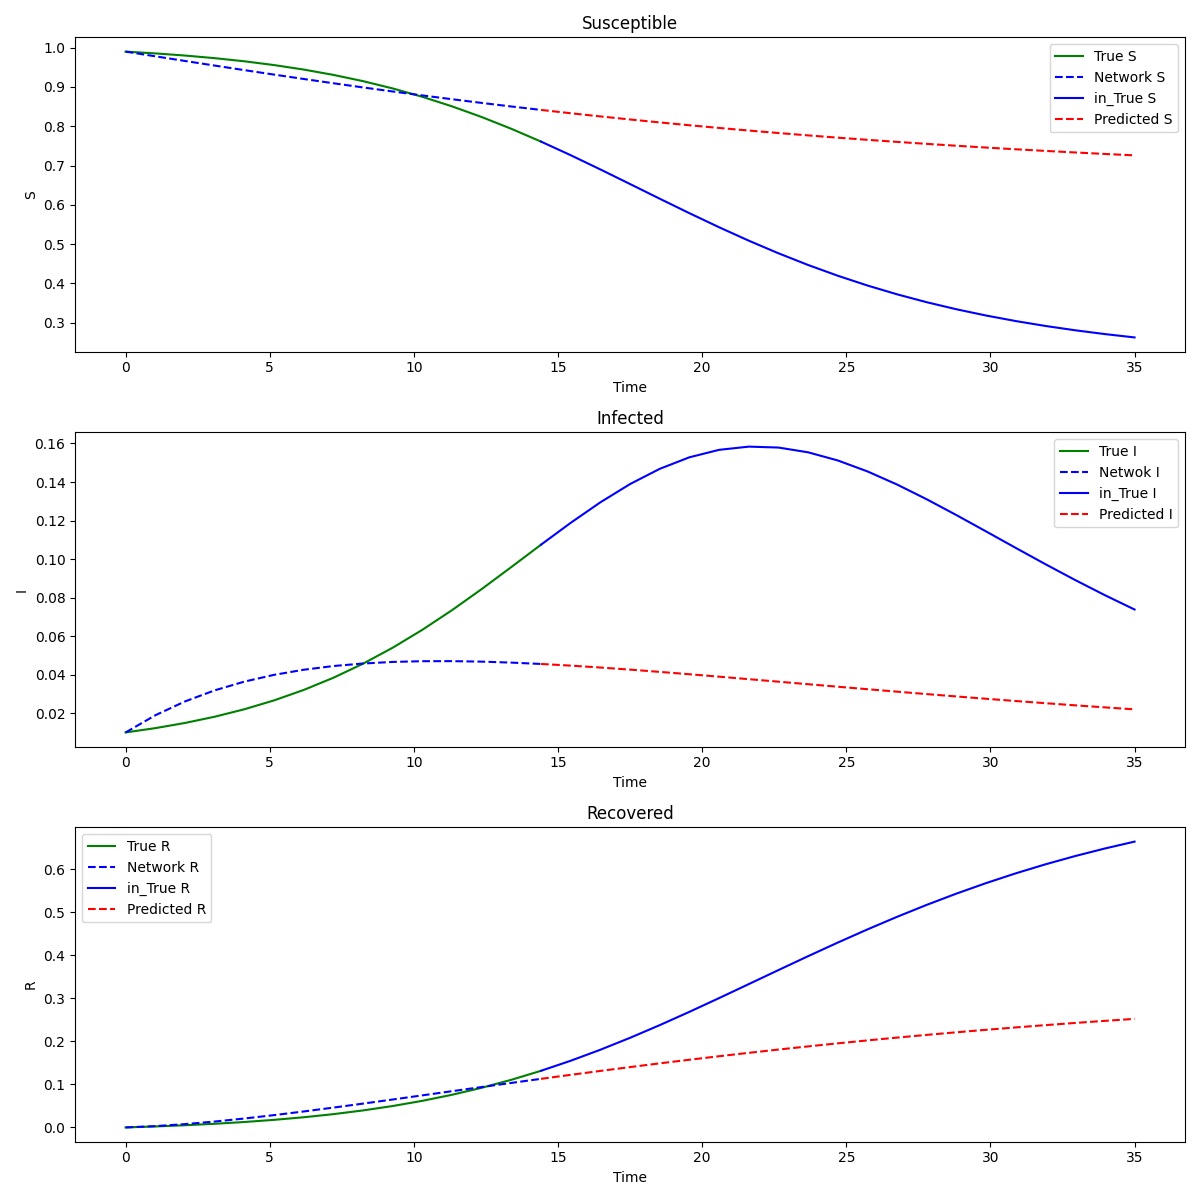 Susceptible
1.0
0.9
0.8
0.7
0.6
0.5
0.4
0.3
S
True S
Network S
in_True S
Predicted S
0 5 10 15 20 25 30 35
Time
Infected
0.16
0.14
0.12
0.10
0.08
0.06
0.04
0.02
I
True I
Netwok I
in_True I
Predicted I
0 5 10 15 20 25 30 35
Time
Recovered
0.6
0.5
0.4
0.3
0.2
0.1
0.0
R
True R
Network R
in_True R
Predicted R
0 5 10 15 20 25 30 35
Time